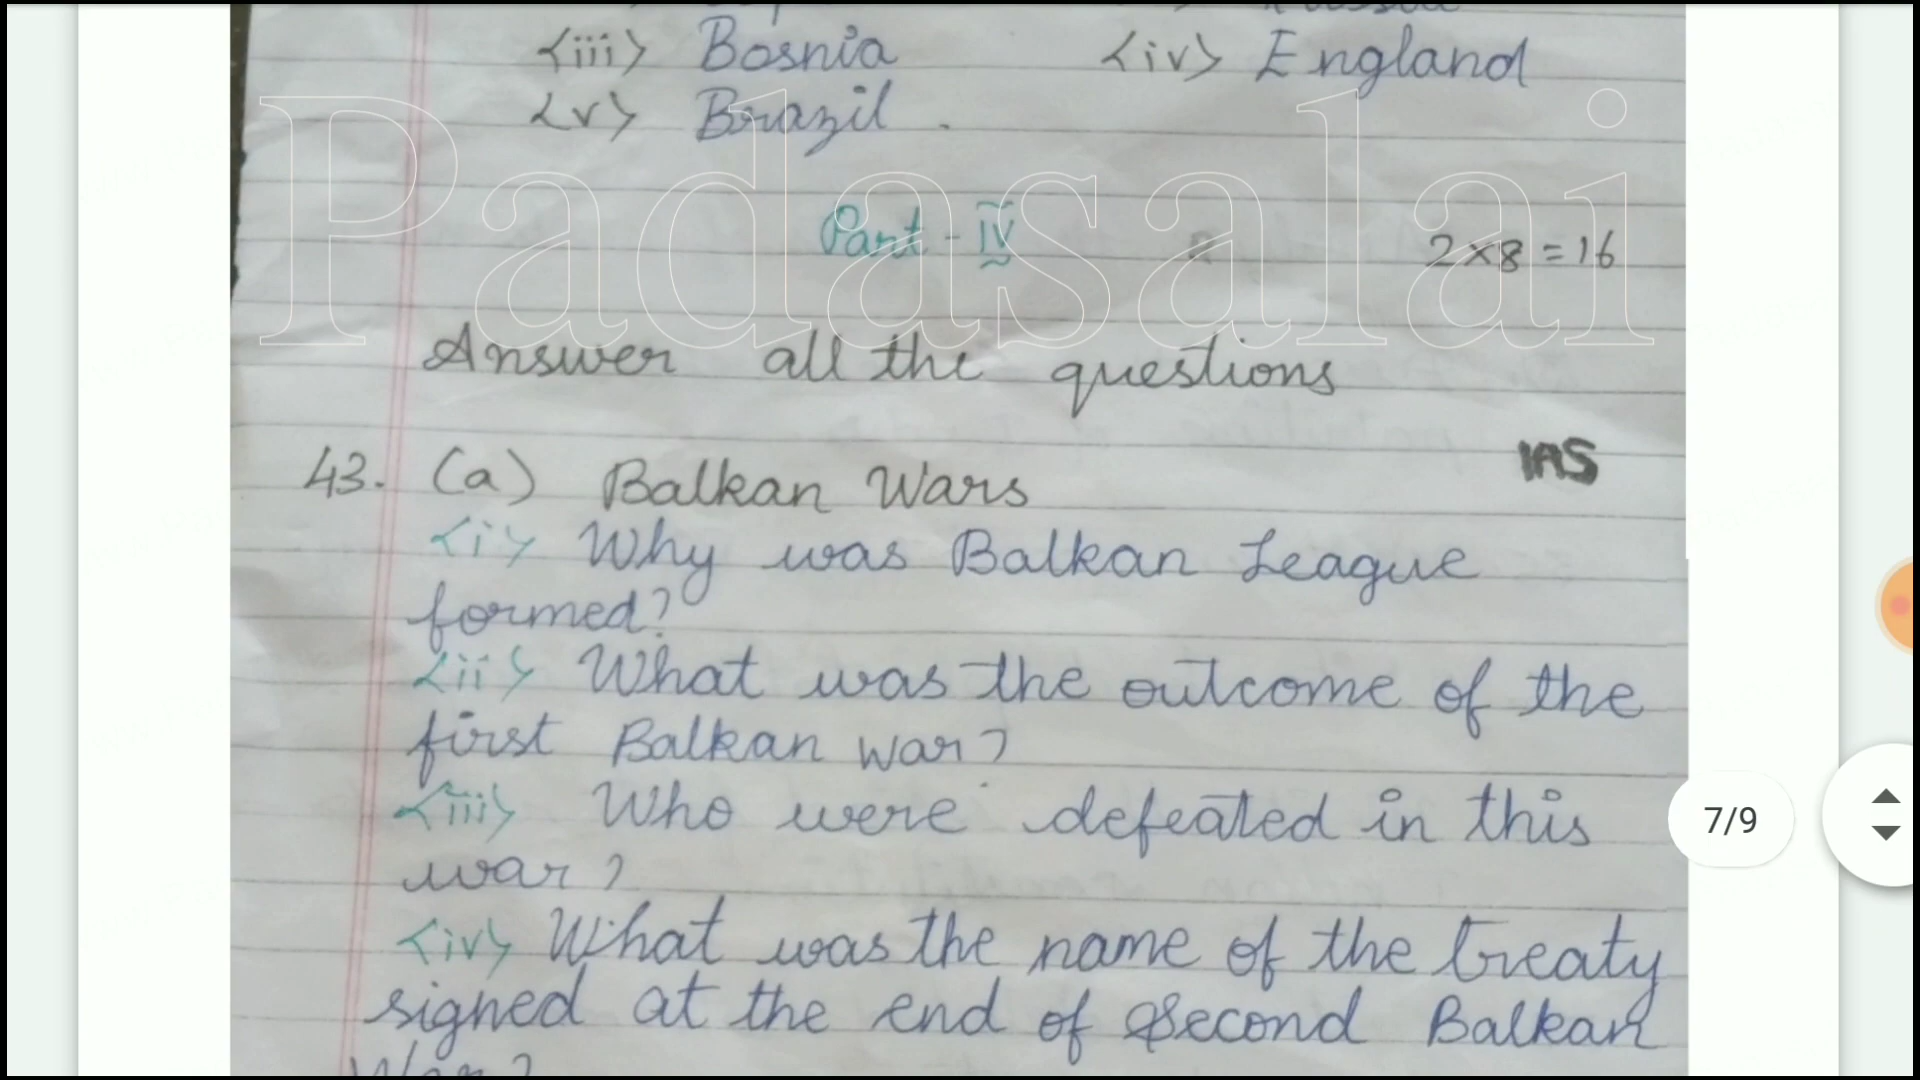 <iii> Bosnia <iv> England
<v> Brazil.
Padasalai
Part - IV 2x8=16
Answer all the questions
IAS
43. (a) Balkan Wars
<i> Why was Balkan League
formed?
<ii> What was the outcome of the
first Balkan war?
<iii> Who were defeated in this
war?
7/9
<iv> What was the name of the treaty
signed at the end of Second Balkan
War?